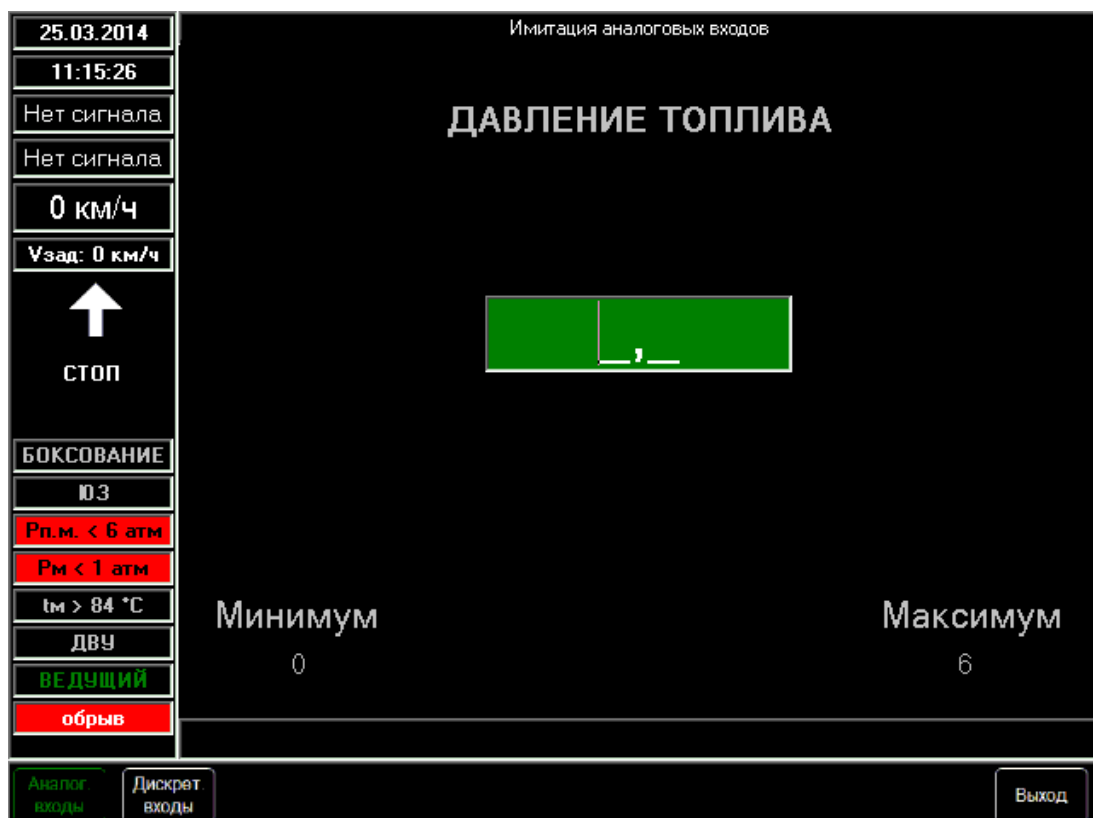 25.03.2014
11:15:26
Нет сигнала
Нет сигнала
0 км/ч
Vзад: 0 км/ч
СТОП
БОКСОВАНИЕ
ЮЗ
Рп.м. < 6 атм
Рм < 1 атм
tм > 84 °С
ДВУ
ВЕДУЩИЙ
обрыв
Имитация аналоговых входов
ДАВЛЕНИЕ ТОПЛИВА
_,_
Минимум
0
Максимум
6
Аналог.
входы
Дискрет.
входы
Выход